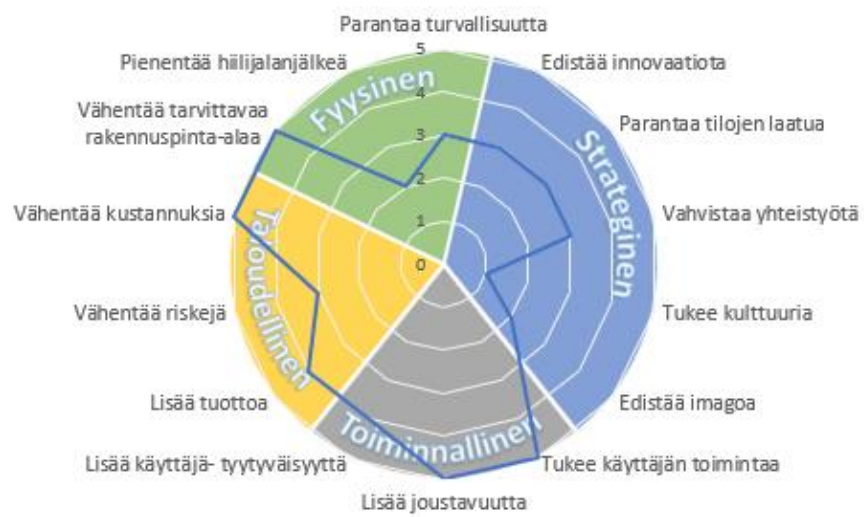 Parantaa turvallisuutta
Pienentää hiilijalanjälkeä
Edistää innovaatiota
Vähentää tarvittavaa
rakennuspinta-alaa
Parantaa tilojen laatua
Vähentää kustannuksia
Vahvistaa yhteistyötä
Vähentää riskejä
Tukee kulttuuria
Lisää tuottoa
Edistää imagoa
Lisää käyttäjä- tyytyväisyyttä
Tukee käyttäjän toimintaa
Lisää joustavuutta
5
4
3
2
1
0
Fyysinen
Strateginen
Taloudellinen
Toiminnallinen